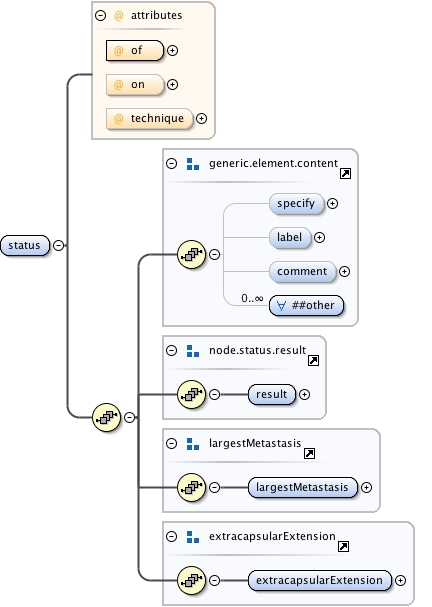 attributes
@ of
@ on
@ technique
status
generic.element.content
specify
label
comment
0..∞
∀ ##other
node.status.result
result
largestMetastasis
largestMetastasis
extracapsularExtension
extracapsularExtension